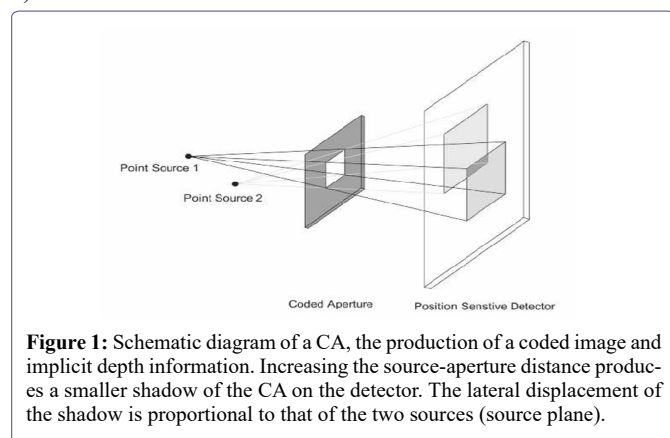 Point Source 1
Point Source 2
Coded Aperture
Position Senstive Detector
Figure 1: Schematic diagram of a CA, the production of a coded image and
implicit depth information. Increasing the source-aperture distance produc-
es a smaller shadow of the CA on the detector. The lateral displacement of
the shadow is proportional to that of the two sources (source plane).